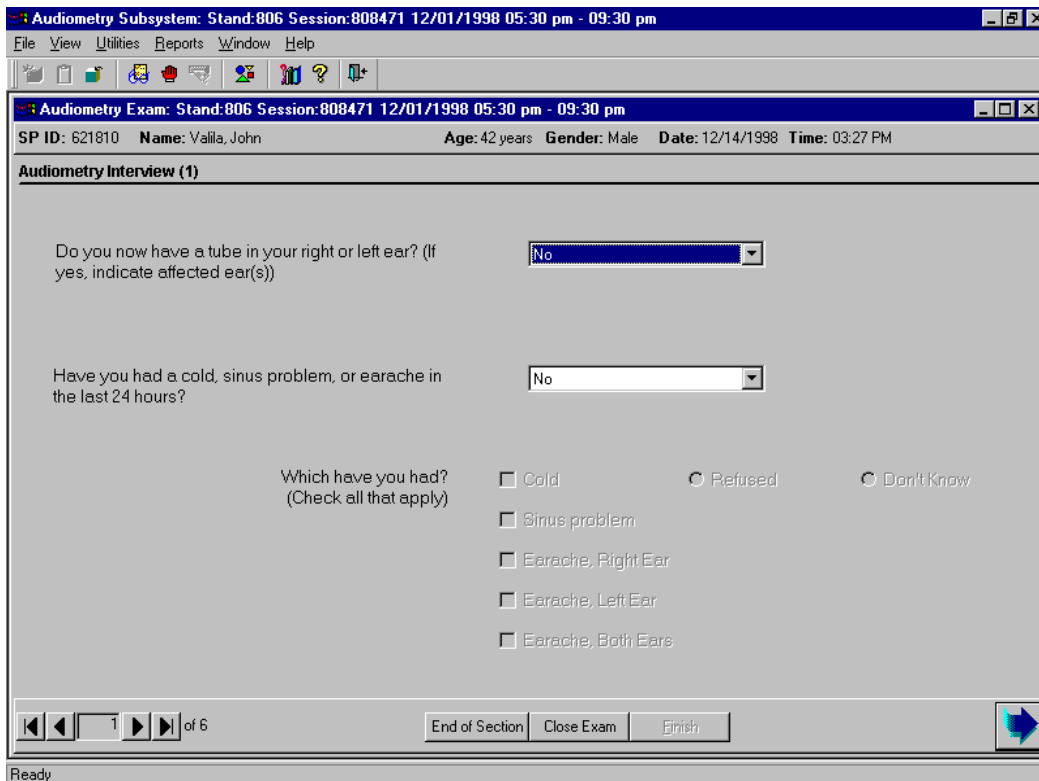 Audiometry Subsystem: Stand:806 Session:808471 12/01/1998 05:30 pm - 09:30 pm
File View Utilities Reports Window Help
Audiometry Exam: Stand:806 Session:808471 12/01/1998 05:30 pm - 09:30 pm
SP ID: 621810 Name: Valila, John Age: 42 years Gender: Male Date: 12/14/1998 Time: 03:27 PM
Audiometry Interview (1)
Do you now have a tube in your right or left ear? (If
yes, indicate affected ear(s))
No
Have you had a cold, sinus problem, or earache in
the last 24 hours?
No
Which have you had?
(Check all that apply)
Cold Refused Don't Know
Sinus problem
Earache, Right Ear
Earache, Left Ear
Earache, Both Ears
1 of 6 End of Section Close Exam Finish
Ready